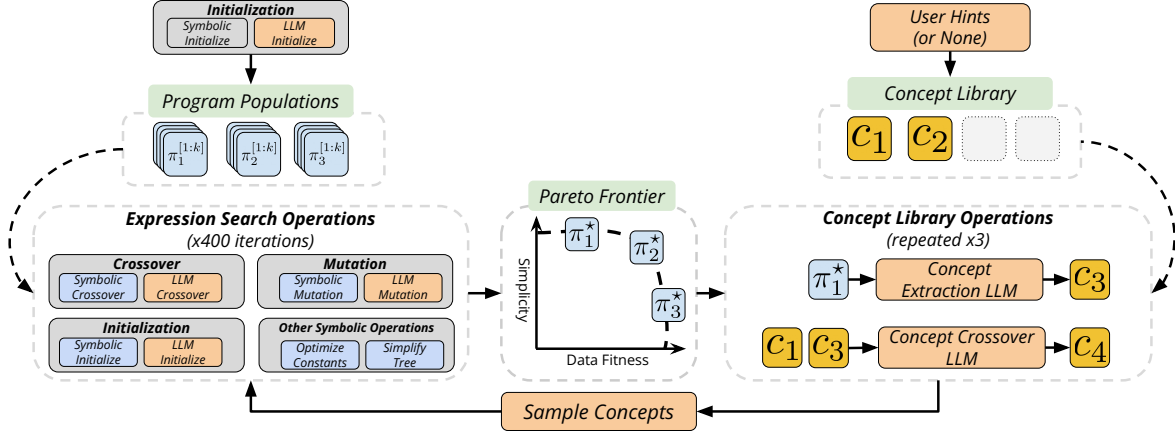 Initialization
Symbolic Initialize
LLM Initialize
User Hints
(or None)
Program Populations
π₁^[1:k]
π₂^[1:k]
π₃^[1:k]
Concept Library
c₁
c₂
Expression Search Operations
(x400 iterations)
Crossover
Symbolic Crossover
LLM Crossover
Mutation
Symbolic Mutation
LLM Mutation
Initialization
Symbolic Initialize
LLM Initialize
Other Symbolic Operations
Optimize Constants
Simplify Tree
Pareto Frontier
Simplicity
π₁*
π₂*
π₃*
Data Fitness
Concept Library Operations
(repeated x3)
π₁*
Concept
Extraction LLM
c₃
c₁
c₃
Concept Crossover
LLM
c₄
Sample Concepts